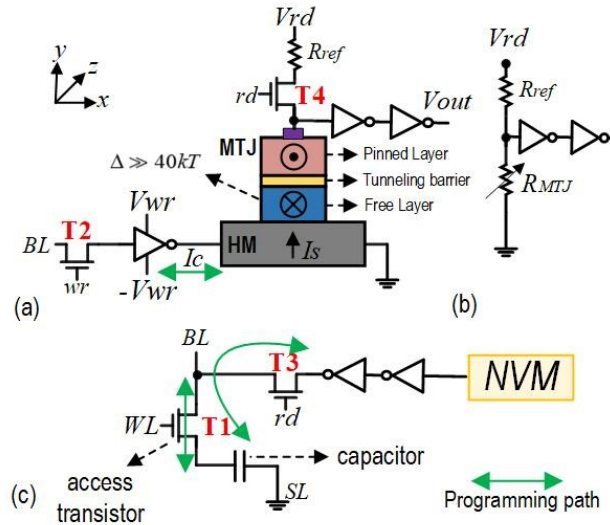 Vrd
Rref
rd T4
Vout
MTJ
Pinned Layer
Tunneling barrier
Free Layer
Δ ≫ 40kT
y
z
x
Vwr
T2
BL
wr
-Vwr
Ic
HM
Is
(a)
Vrd
Rref
RMTJ
(b)
BL
T3
rd
NVM
WL T1
access
transistor
capacitor
SL
Programming path
(c)